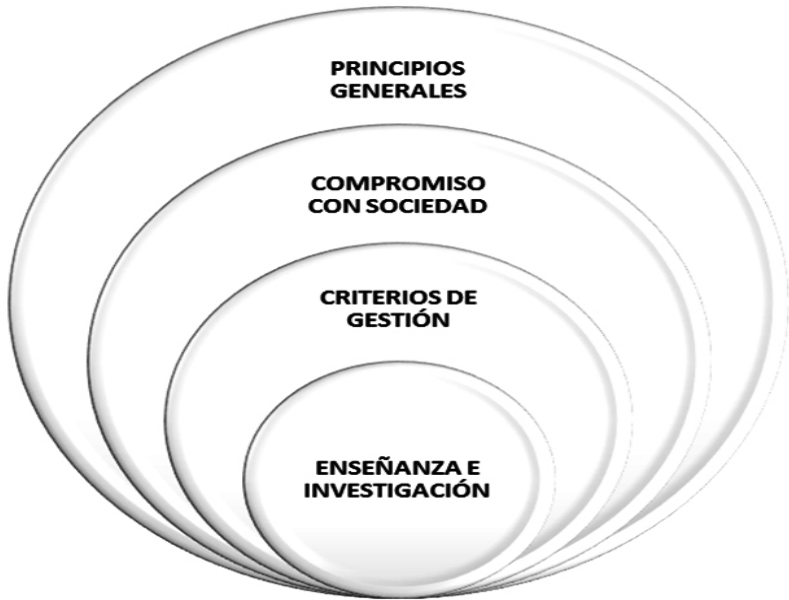 PRINCIPIOS
GENERALES
COMPROMISO
CON SOCIEDAD
CRITERIOS DE
GESTIÓN
ENSEÑANZA E
INVESTIGACIÓN